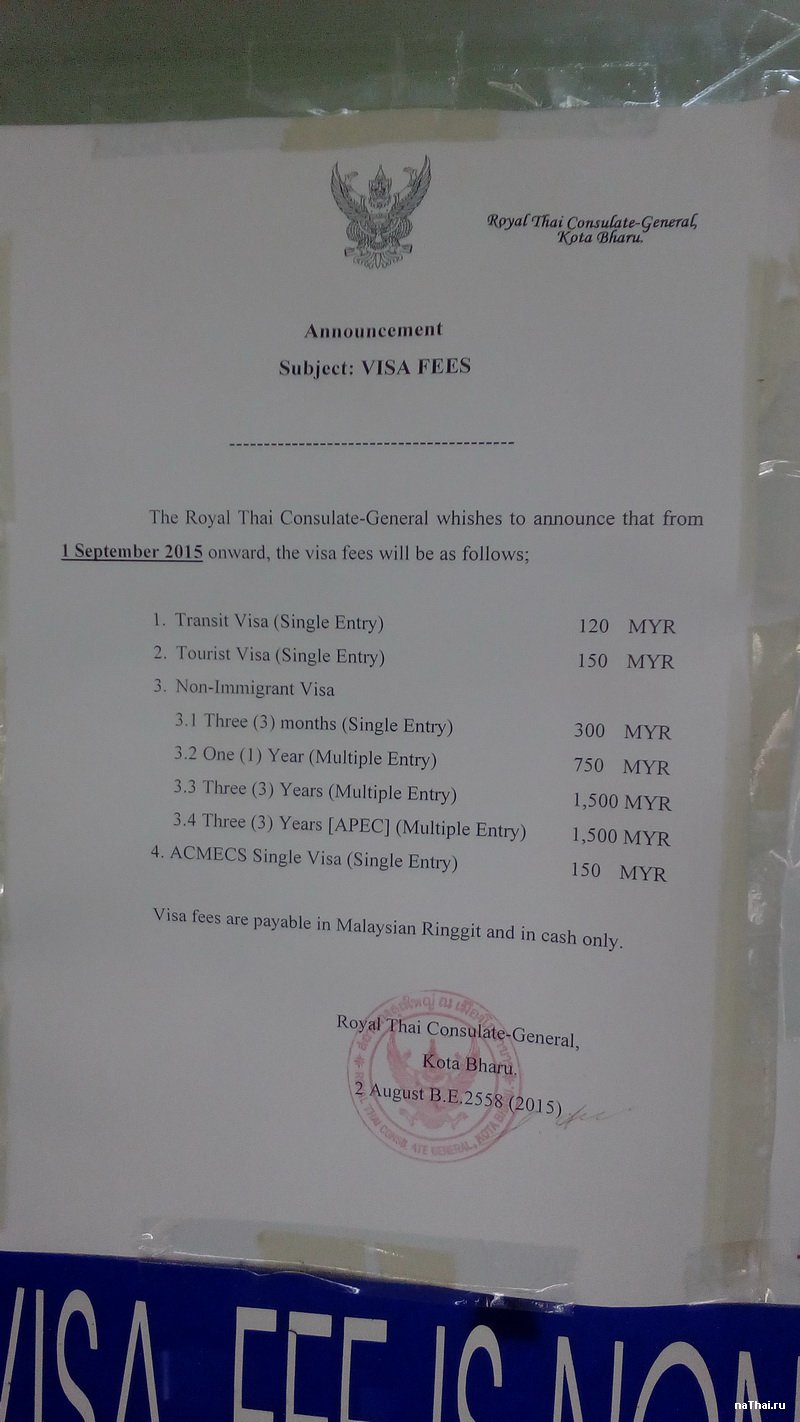 Royal Thai Consulate-General,
Kota Bharu.
Announcement
Subject: VISA FEES
----------------------------------------
The Royal Thai Consulate-General whishes to announce that from
1 September 2015 onward, the visa fees will be as follows;
1. Transit Visa (Single Entry) 120 MYR
2. Tourist Visa (Single Entry) 150 MYR
3. Non-Immigrant Visa
3.1 Three (3) months (Single Entry) 300 MYR
3.2 One (1) Year (Multiple Entry) 750 MYR
3.3 Three (3) Years (Multiple Entry) 1,500 MYR
3.4 Three (3) Years [APEC] (Multiple Entry) 1,500 MYR
4. ACMECS Single Visa (Single Entry) 150 MYR
Visa fees are payable in Malaysian Ringgit and in cash only.
Royal Thai Consulate-General,
Kota Bharu.
2 August B.E.2558 (2015)
ROYAL THAI CONSULATE GENERAL, KOTA
VISA FEE IS NON
naThai.ru